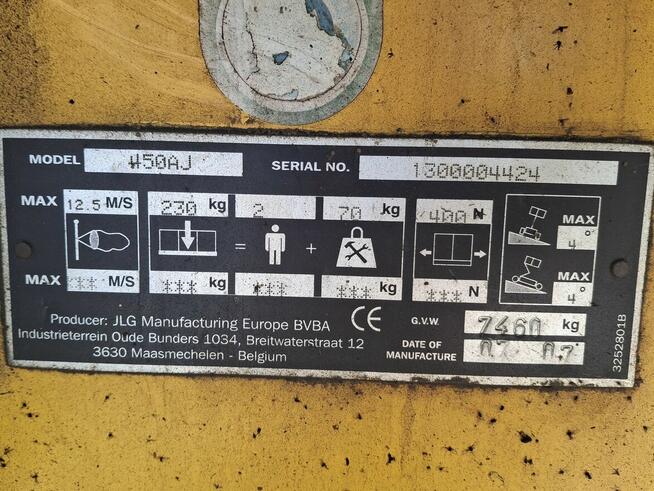 MODEL H50AJ SERIAL NO. 1300004424
MAX 12.5 M/S 230 kg 2 70 kg 400 N MAX 4°
= +
MAX *** M/S *** kg *** *** kg *** N MAX 4°
Producer: JLG Manufacturing Europe BVBA CE G.V.W. 7460 kg
Industrieterrein Oude Bunders 1034, Breitwaterstraat 12 DATE OF MANUFACTURE 07 07
3630 Maasmechelen - Belgium
3252801B